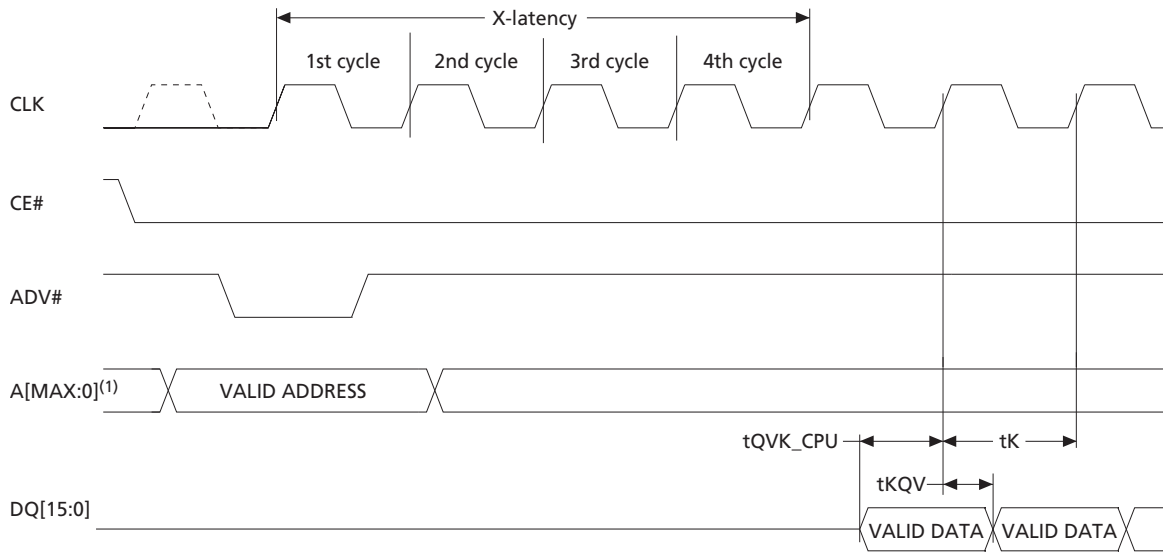 X-latency
1st cycle 2nd cycle 3rd cycle 4th cycle
CLK
CE#
ADV#
A[MAX:0](1) VALID ADDRESS
tQVK_CPU tK
tKQV
DQ[15:0]
VALID DATA VALID DATA